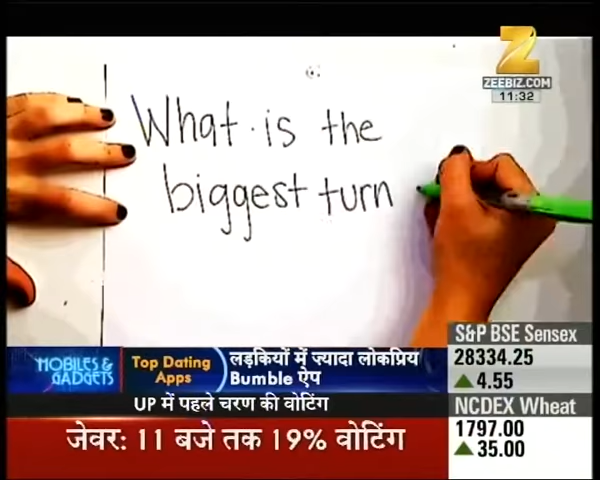 Z
ZEEBIZ.COM
11:32
What is the
biggest turn
S&P BSE Sensex
28334.25
4.55
NCDEX Wheat
1797.00
35.00
MOBILES &
GADGETS
Top Dating
Apps
लड़कियों में ज्यादा लोकप्रिय
Bumble ऐप
UP में पहले चरण की वोटिंग
जेवर: 11 बजे तक 19% वोटिंग